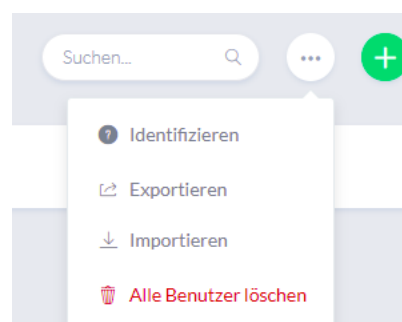 Suchen...
Identifizieren
Exportieren
Importieren
Alle Benutzer löschen